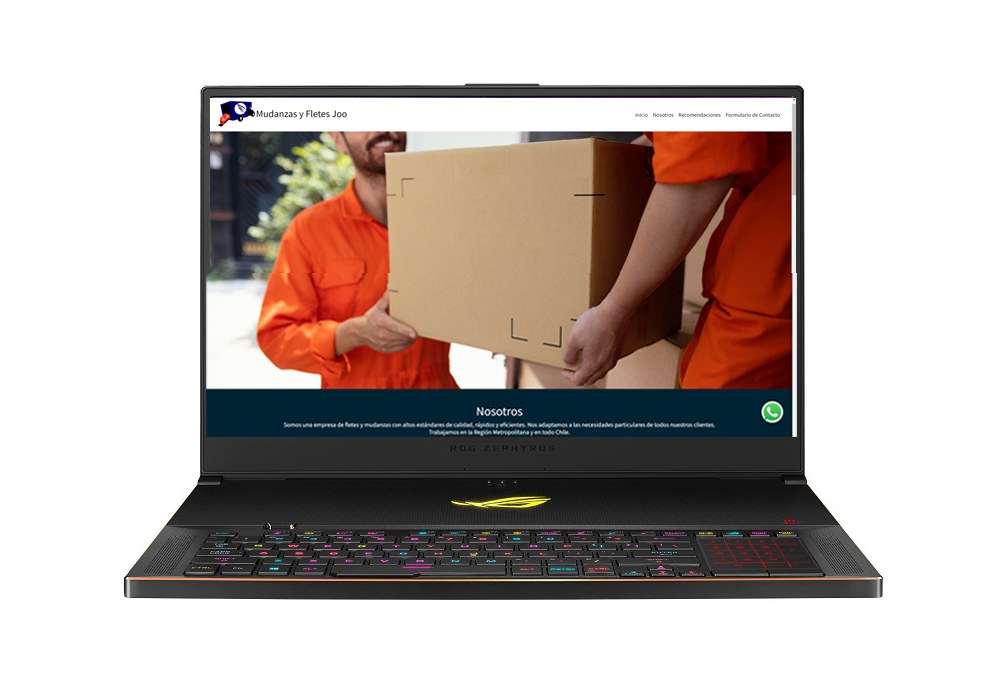 Mudanzas y Fletes Joo
Inicio Nosotros Recomendaciones Formulario de Contacto
Nosotros
Somos una empresa de fletes y mudanzas con altos estándares de calidad, rápidos y eficientes. Nos adaptamos a las necesidades particulares de todos nuestros clientes.
Trabajamos en la Región Metropolitana y en todo Chile.
ROG ZEPHYRUS